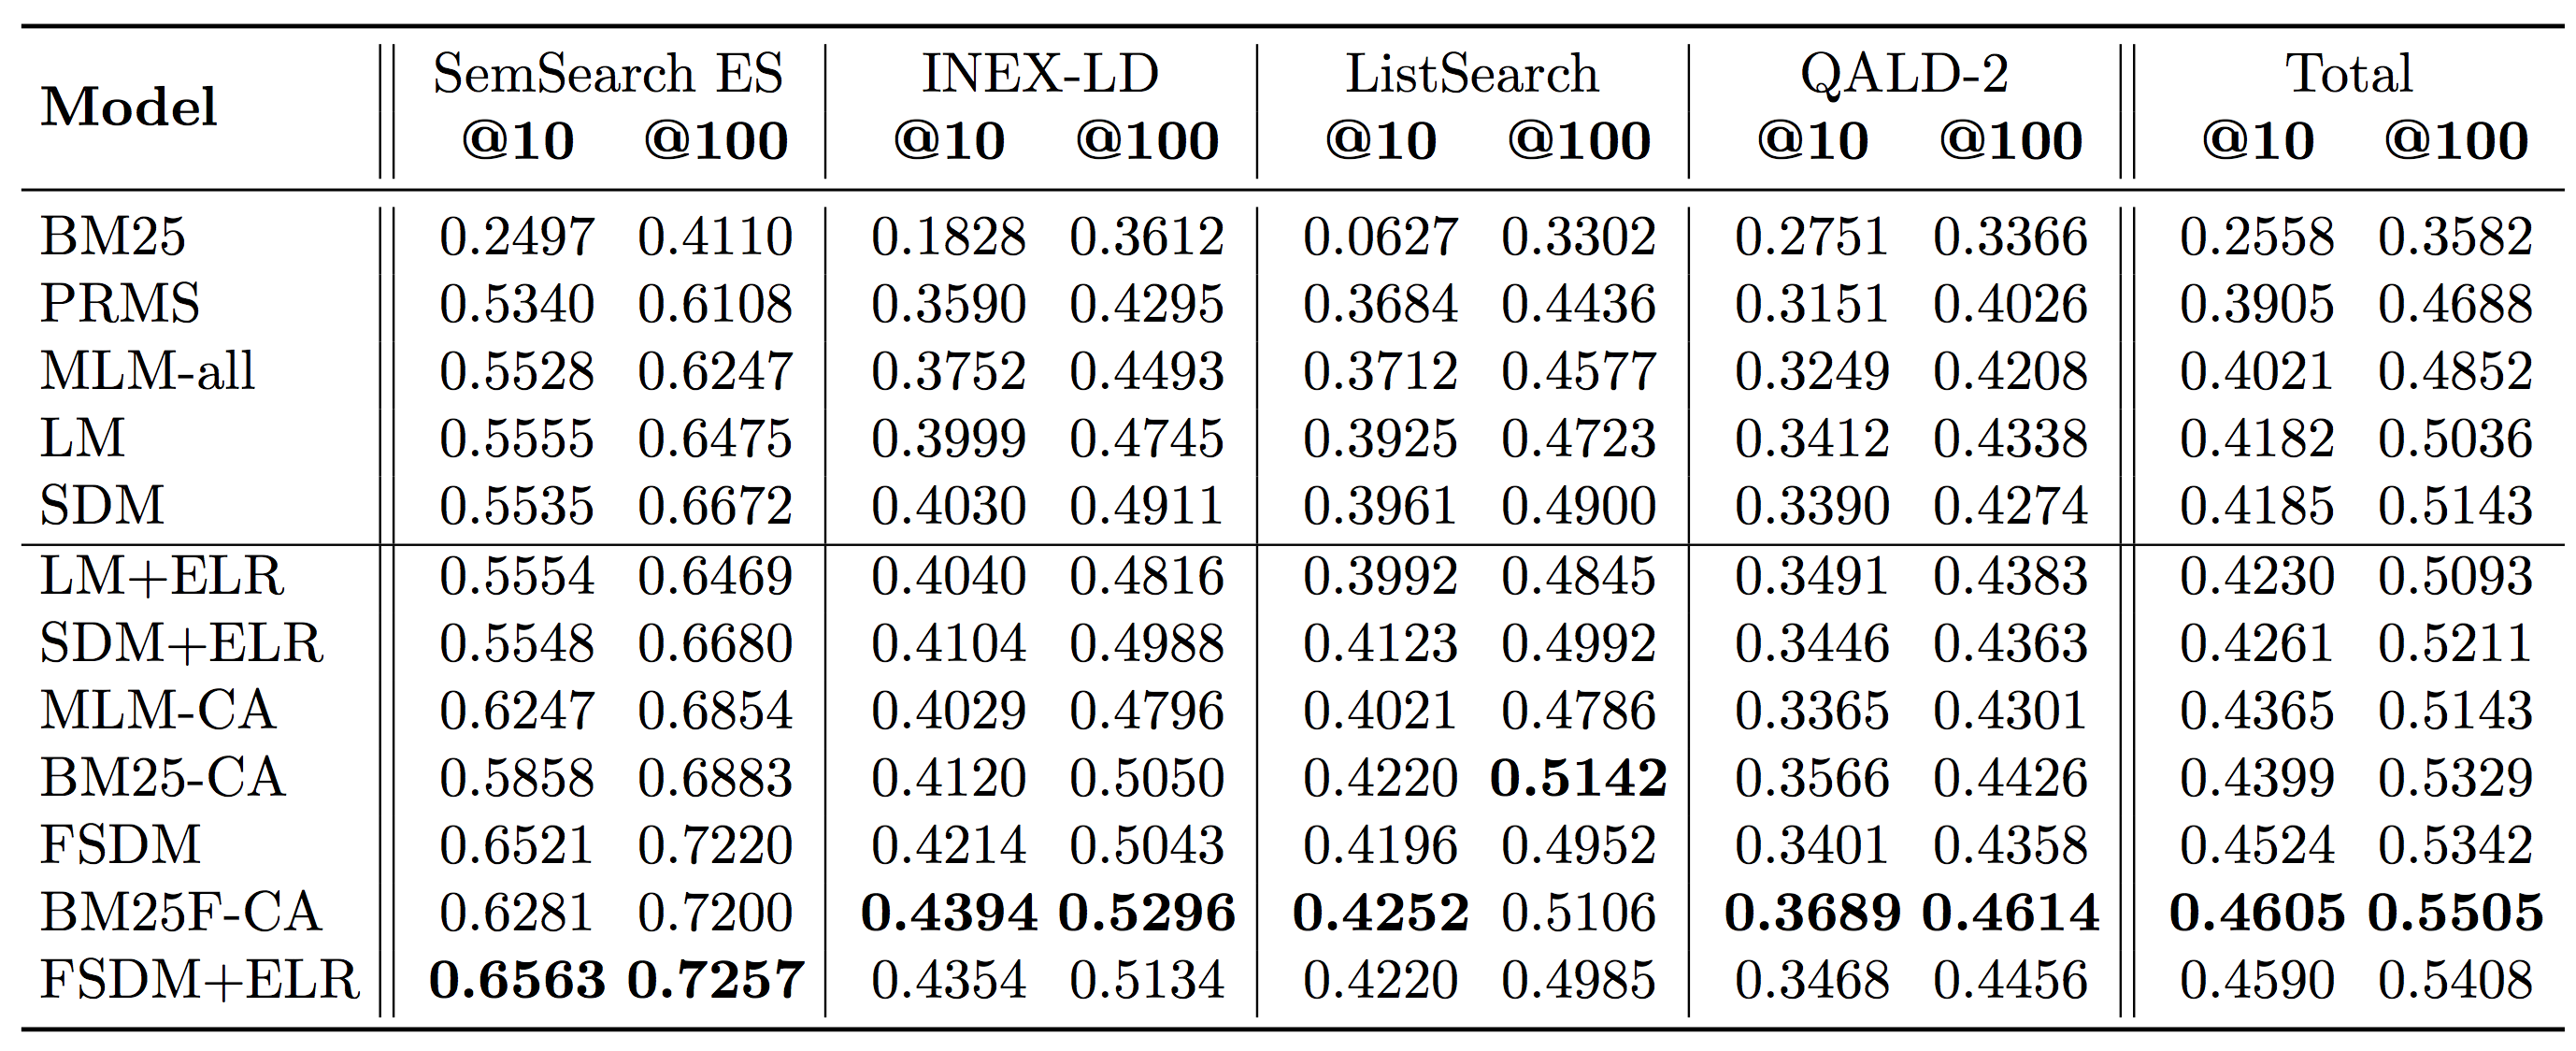 Model SemSearch ES INEX-LD ListSearch QALD-2 Total
@10 @100 @10 @100 @10 @100 @10 @100 @10 @100
BM25 0.2497 0.4110 0.1828 0.3612 0.0627 0.3302 0.2751 0.3366 0.2558 0.3582
PRMS 0.5340 0.6108 0.3590 0.4295 0.3684 0.4436 0.3151 0.4026 0.3905 0.4688
MLM-all 0.5528 0.6247 0.3752 0.4493 0.3712 0.4577 0.3249 0.4208 0.4021 0.4852
LM 0.5555 0.6475 0.3999 0.4745 0.3925 0.4723 0.3412 0.4338 0.4182 0.5036
SDM 0.5535 0.6672 0.4030 0.4911 0.3961 0.4900 0.3390 0.4274 0.4185 0.5143
LM+ELR 0.5554 0.6469 0.4040 0.4816 0.3992 0.4845 0.3491 0.4383 0.4230 0.5093
SDM+ELR 0.5548 0.6680 0.4104 0.4988 0.4123 0.4992 0.3446 0.4363 0.4261 0.5211
MLM-CA 0.6247 0.6854 0.4029 0.4796 0.4021 0.4786 0.3365 0.4301 0.4365 0.5143
BM25-CA 0.5858 0.6883 0.4120 0.5050 0.4220 0.5142 0.3566 0.4426 0.4399 0.5329
FSDM 0.6521 0.7220 0.4214 0.5043 0.4196 0.4952 0.3401 0.4358 0.4524 0.5342
BM25F-CA 0.6281 0.7200 0.4394 0.5296 0.4252 0.5106 0.3689 0.4614 0.4605 0.5505
FSDM+ELR 0.6563 0.7257 0.4354 0.5134 0.4220 0.4985 0.3468 0.4456 0.4590 0.5408